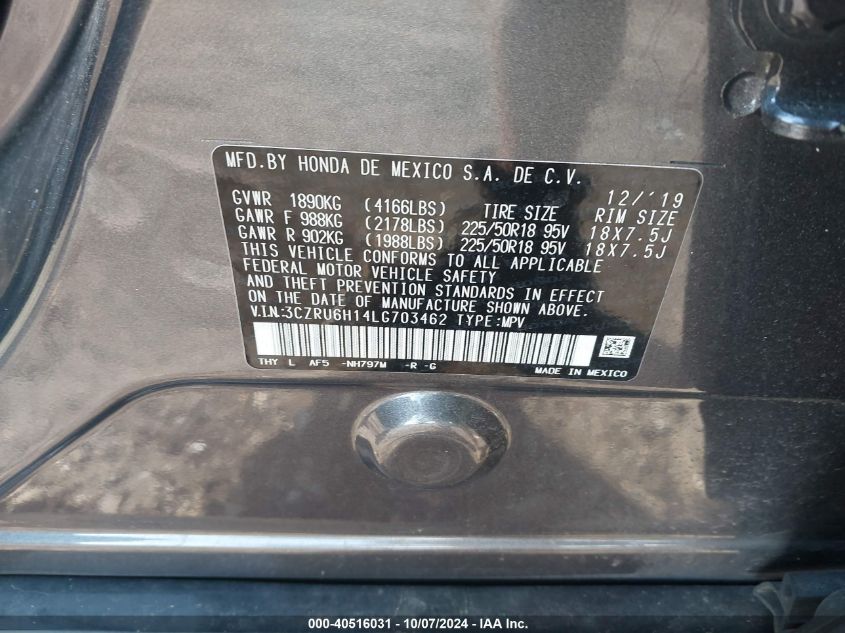 MFD.BY HONDA DE MEXICO S.A. DE C.V.
12/'19
GVWR 1890KG (4166LBS) TIRE SIZE RIM SIZE
GAWR F 988KG (2178LBS) 225/50R18 95V 18X7.5J
GAWR R 902KG (1988LBS) 225/50R18 95V 18X7.5J
THIS VEHICLE CONFORMS TO ALL APPLICABLE
FEDERAL MOTOR VEHICLE SAFETY
AND THEFT PREVENTION STANDARDS IN EFFECT
ON THE DATE OF MANUFACTURE SHOWN ABOVE.
V.I.N:3CZRU6H14LG703462 TYPE:MPV
THY L AF5 -NH797M -R -G MADE IN MEXICO
000-40516031 - 10/07/2024 - IAA Inc.